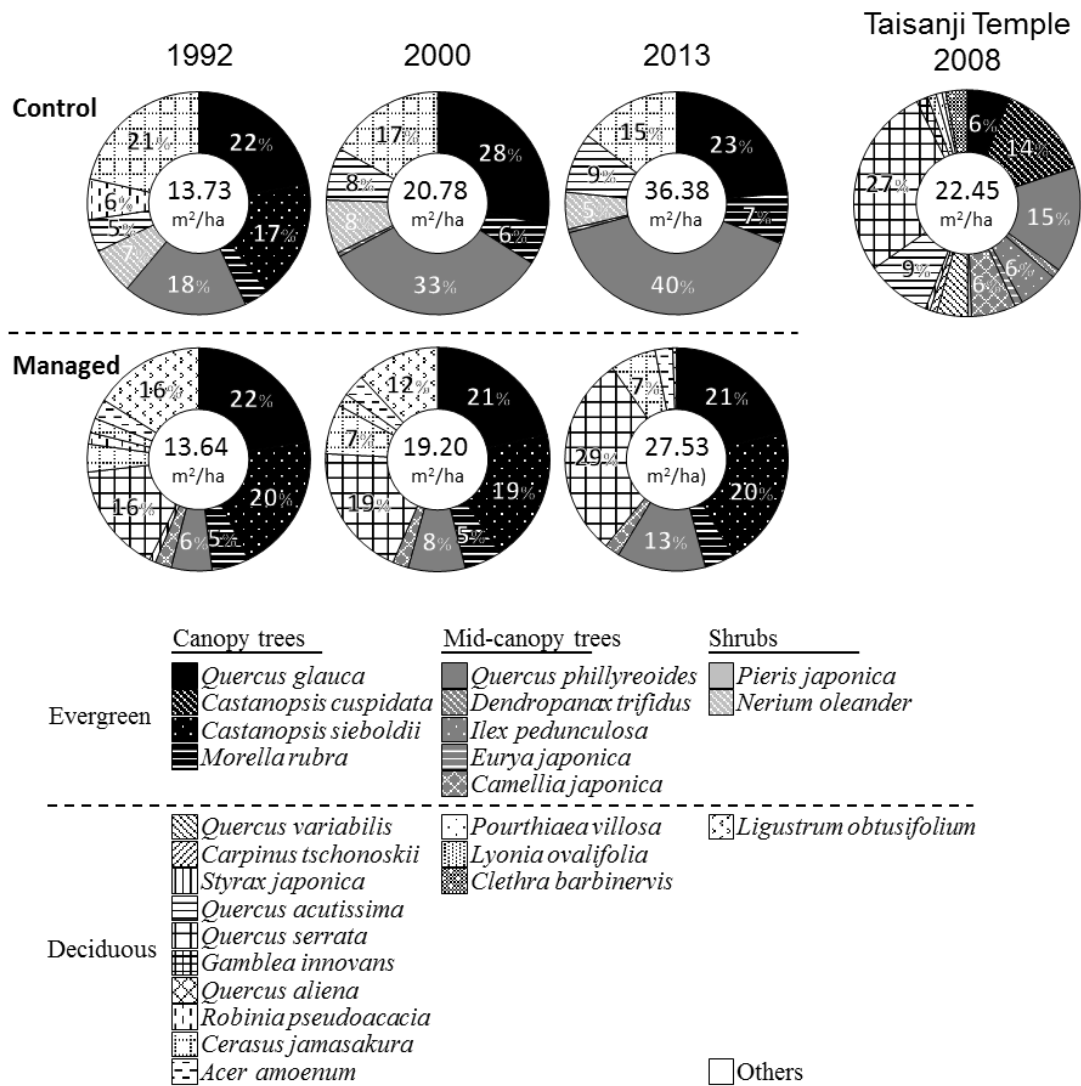 Taisanji Temple
1992 2000 2013 2008
Control
21% 22% 17% 18% 7 5% 6%
13.73
m²/ha
17% 28% 6% 33% 8 8%
20.78
m²/ha
15% 23% 7% 40% 5 9%
36.38
m²/ha
6% 14% 15% 6% 6% 9% 27%
22.45
m²/ha
Managed
16% 22% 20% 5% 6% 16%
13.64
m²/ha
12% 21% 19% 5% 8% 19% 7%
19.20
m²/ha
7% 21% 20% 13% 29%
27.53
m²/ha)
Canopy trees Mid-canopy trees Shrubs
Evergreen
Quercus glauca Quercus phillyreoides Pieris japonica
Castanopsis cuspidata Dendropanax trifidus Nerium oleander
Castanopsis sieboldii Ilex pedunculosa
Morella rubra Eurya japonica
Camellia japonica
Deciduous
Quercus variabilis Pourthiaea villosa Ligustrum obtusifolium
Carpinus tschonoskii Lyonia ovalifolia
Styrax japonica Clethra barbinervis
Quercus acutissima
Quercus serrata
Gamblea innovans
Quercus aliena
Robinia pseudoacacia
Cerasus jamasakura
Acer amoenum Others